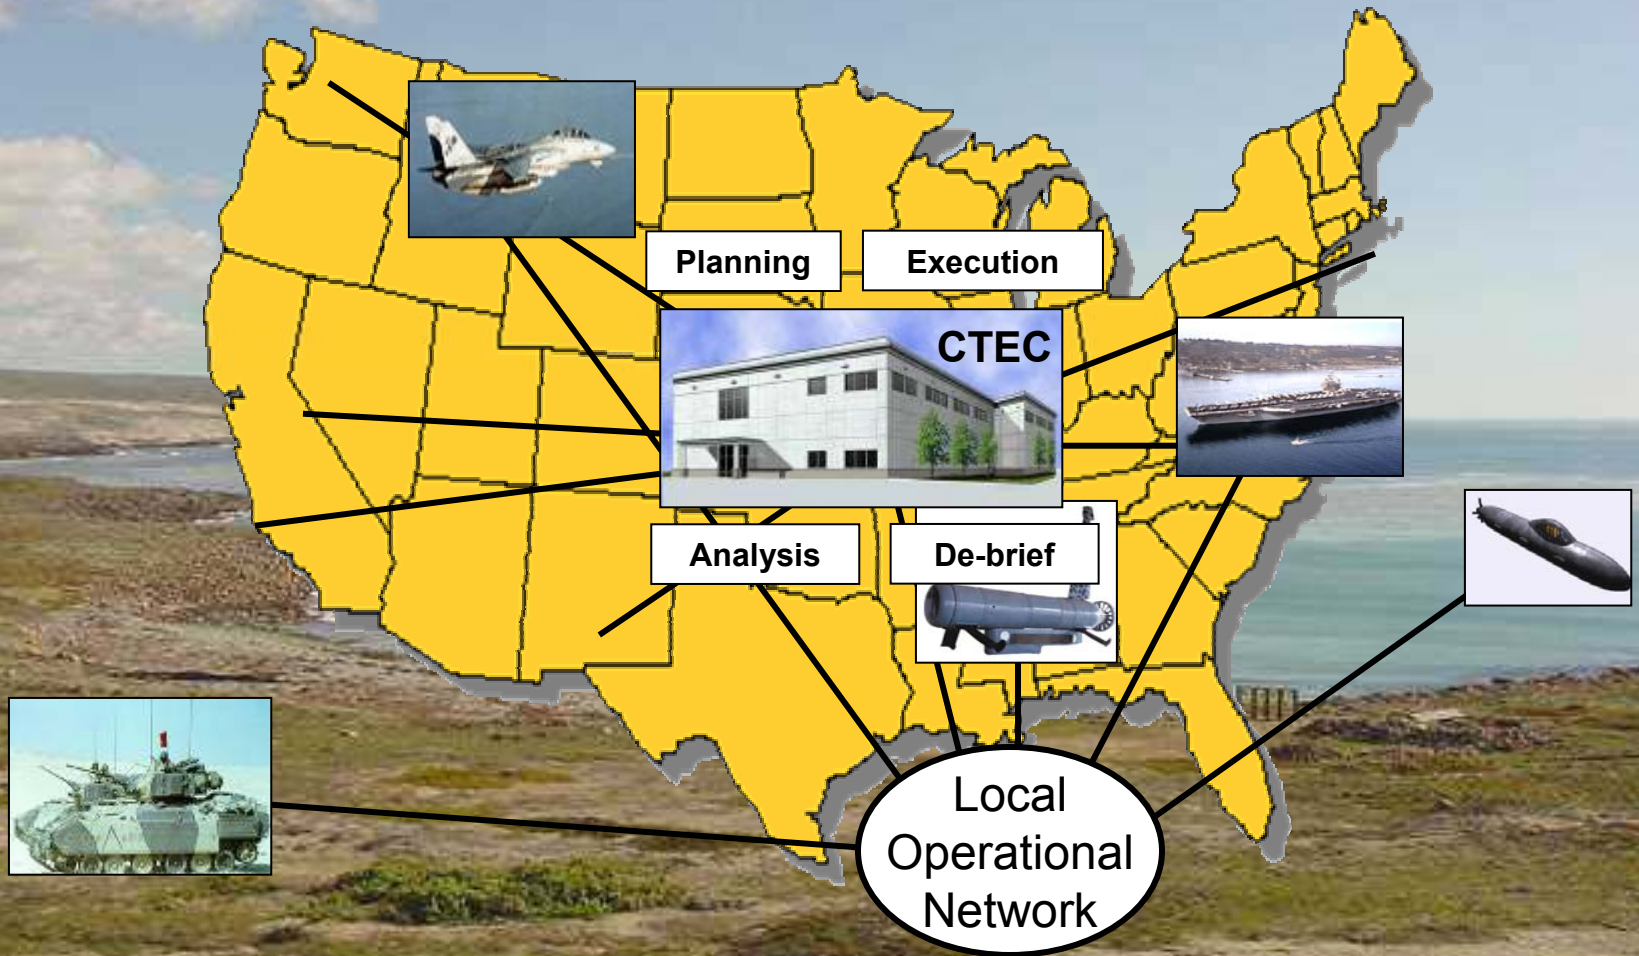 Planning
Execution
CTEC
Analysis
De-brief
Local
Operational
Network